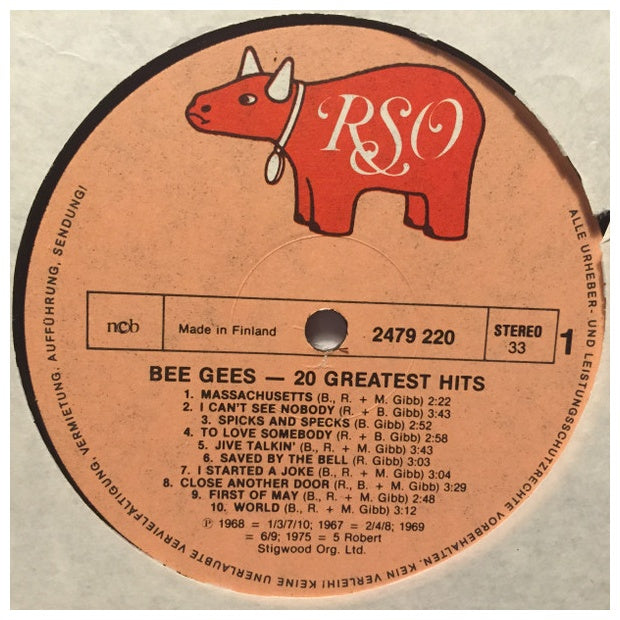 RSO
ncb
Made in Finland
2479 220
STEREO
33
1
BEE GEES — 20 GREATEST HITS
1. MASSACHUSETTS (B., R. + M. Gibb) 2:22
2. I CAN'T SEE NOBODY (R. + B. Gibb) 3:43
3. SPICKS AND SPECKS (B. Gibb) 2:52
4. TO LOVE SOMEBODY (R. + B. Gibb) 2:58
5. JIVE TALKIN' (B., R. + M. Gibb) 3:43
6. SAVED BY THE BELL (R. Gibb) 3:03
7. I STARTED A JOKE (B., R. + M. Gibb) 3:04
8. CLOSE ANOTHER DOOR (R., B. + M. Gibb) 3:29
9. FIRST OF MAY (B., R. + M. Gibb) 2:48
10. WORLD (B., R. + M. Gibb) 3:12
℗ 1968 = 1/3/7/10; 1967 = 2/4/8; 1969
= 6/9; 1975 = 5 Robert
Stigwood Org. Ltd.
ALLE URHEBER- UND LEISTUNGSSCHUTZRECHTE VORBEHALTEN. KEIN VERLEIH! KEINE UNERLAUBTE VERVIELFÄLTIGUNG, VERMIETUNG, AUFFÜHRUNG, SENDUNG!